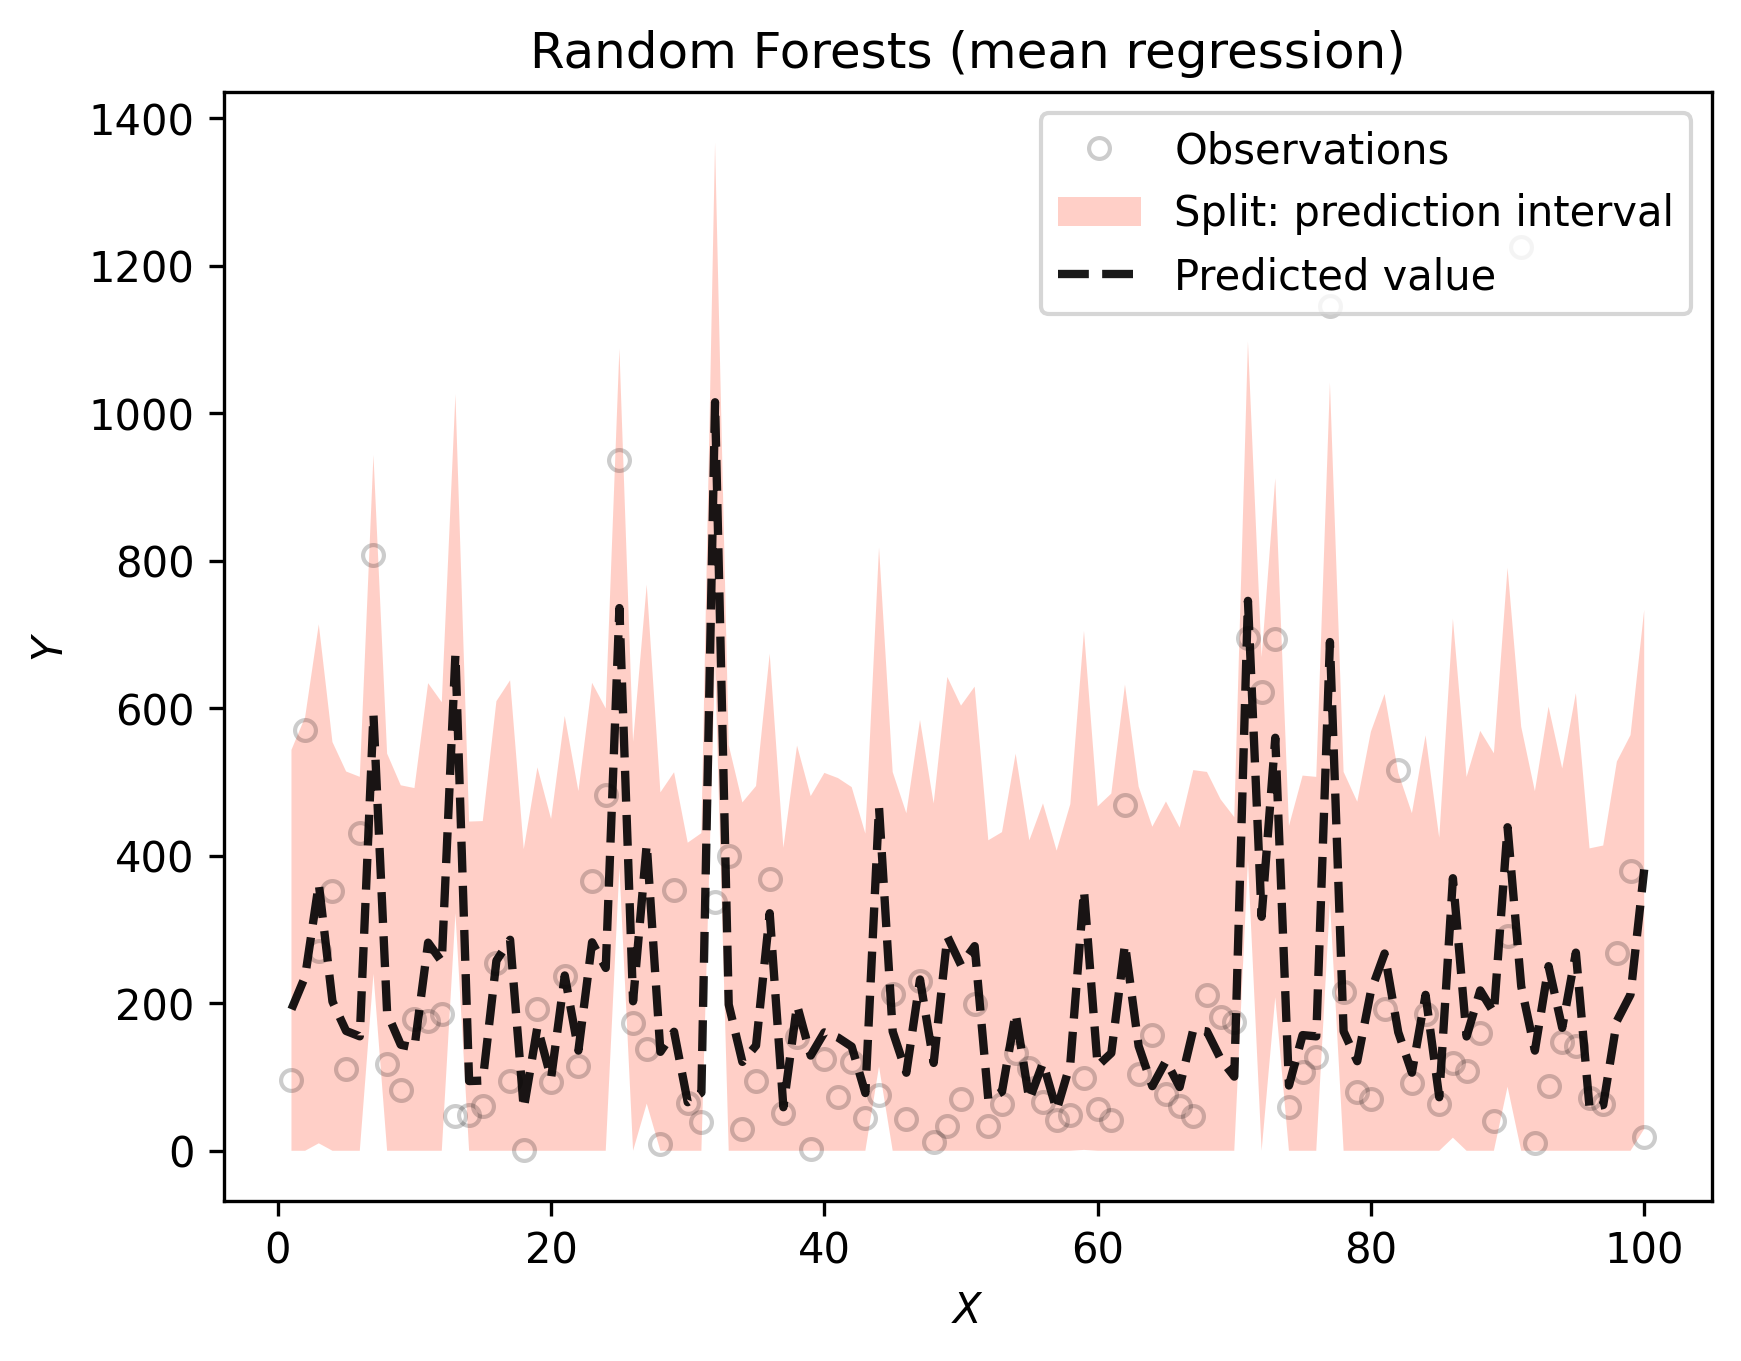 Random Forests (mean regression)
1400
1200
1000
800
600
400
200
0
Y
Observations
Split: prediction interval
Predicted value
0 20 40 60 80 100
X